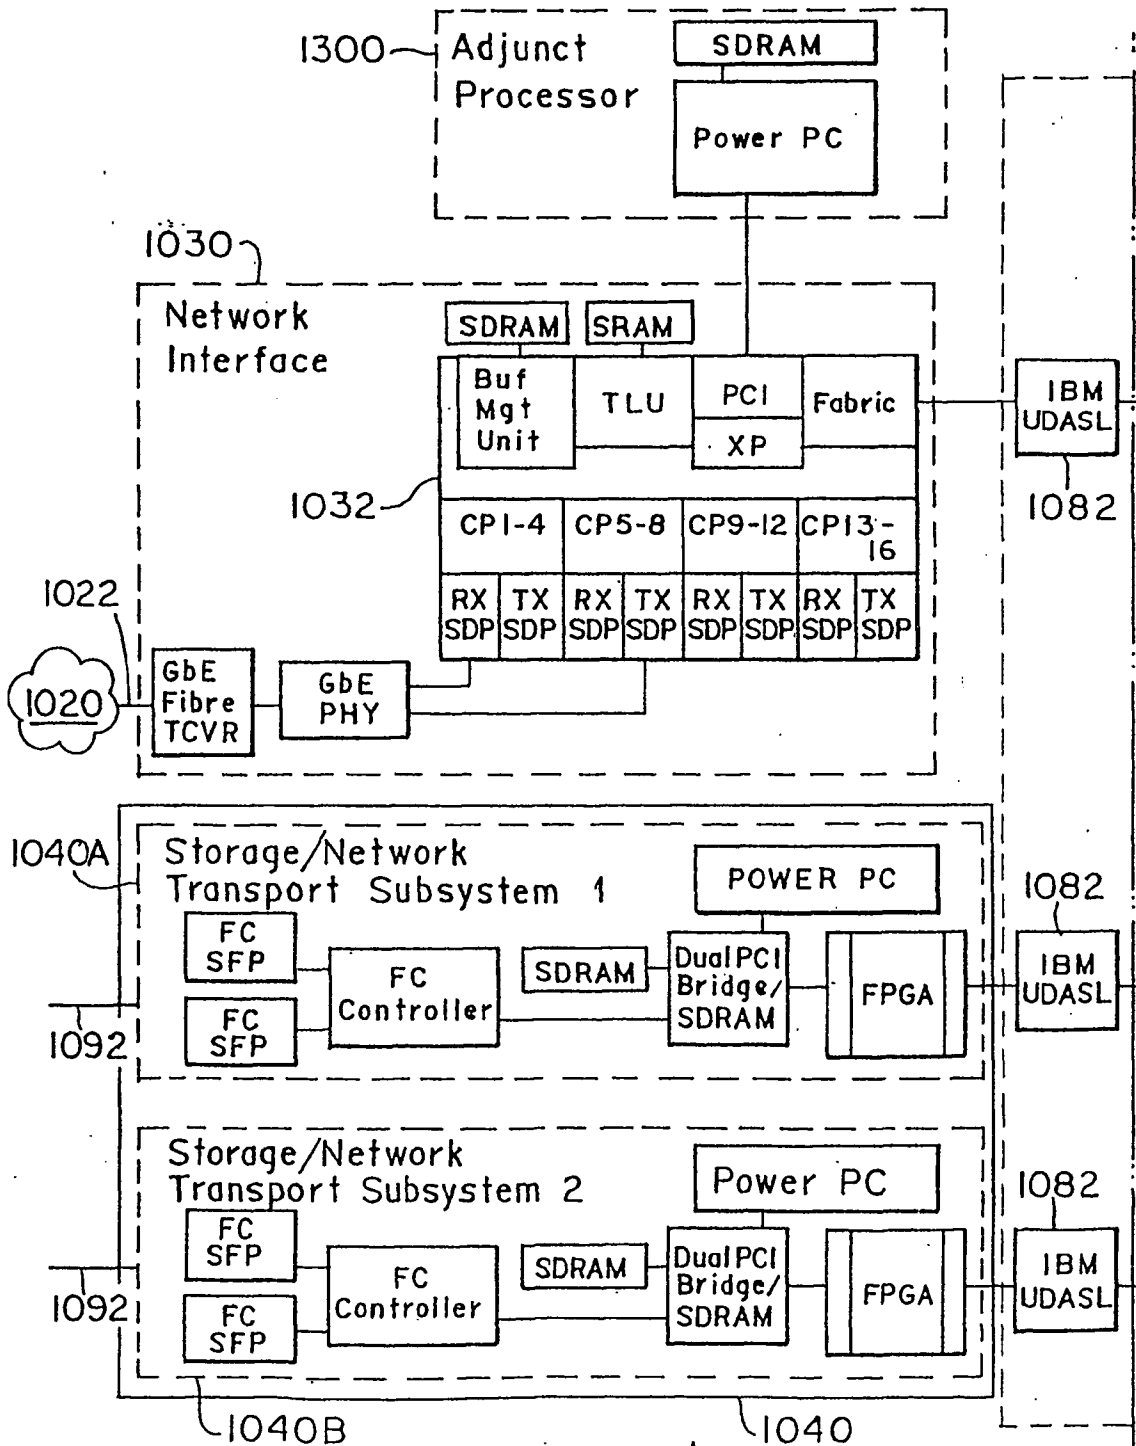 1300
Adjunct
Processor
SDRAM
Power PC
1030
Network
Interface
SDRAM
SRAM
Buf
Mgt
Unit
TLU
PCI
XP
Fabric
IBM
UDASL
1082
1032
CP1-4
CP5-8
CP9-12
CP13-
16
RX
SDP
TX
SDP
RX
SDP
TX
SDP
RX
SDP
TX
SDP
RX
SDP
TX
SDP
1022
1020
GbE
Fibre
TCVR
GbE
PHY
1040A
Storage/Network
Transport Subsystem 1
POWER PC
FC
SFP
FC
SFP
FC
Controller
SDRAM
Dual PCI
Bridge/
SDRAM
FPGA
1082
IBM
UDASL
1092
Storage/Network
Transport Subsystem 2
Power PC
FC
SFP
FC
SFP
FC
Controller
SDRAM
Dual PCI
Bridge/
SDRAM
FPGA
1082
IBM
UDASL
1092
1040B
1040